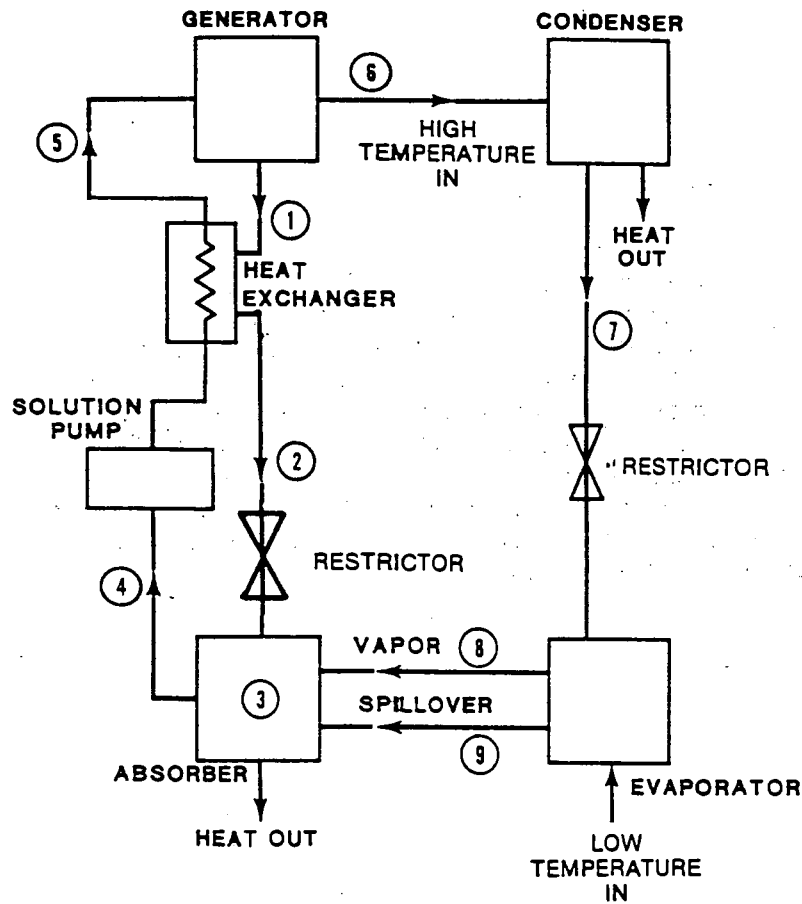 GENERATOR
CONDENSER
6
HIGH
TEMPERATURE
IN
5
1
HEAT
OUT
HEAT
EXCHANGER
7
SOLUTION
PUMP
2
RESTRICTOR
RESTRICTOR
4
VAPOR
8
3
SPILLOVER
9
ABSORBER
EVAPORATOR
HEAT OUT
LOW
TEMPERATURE
IN